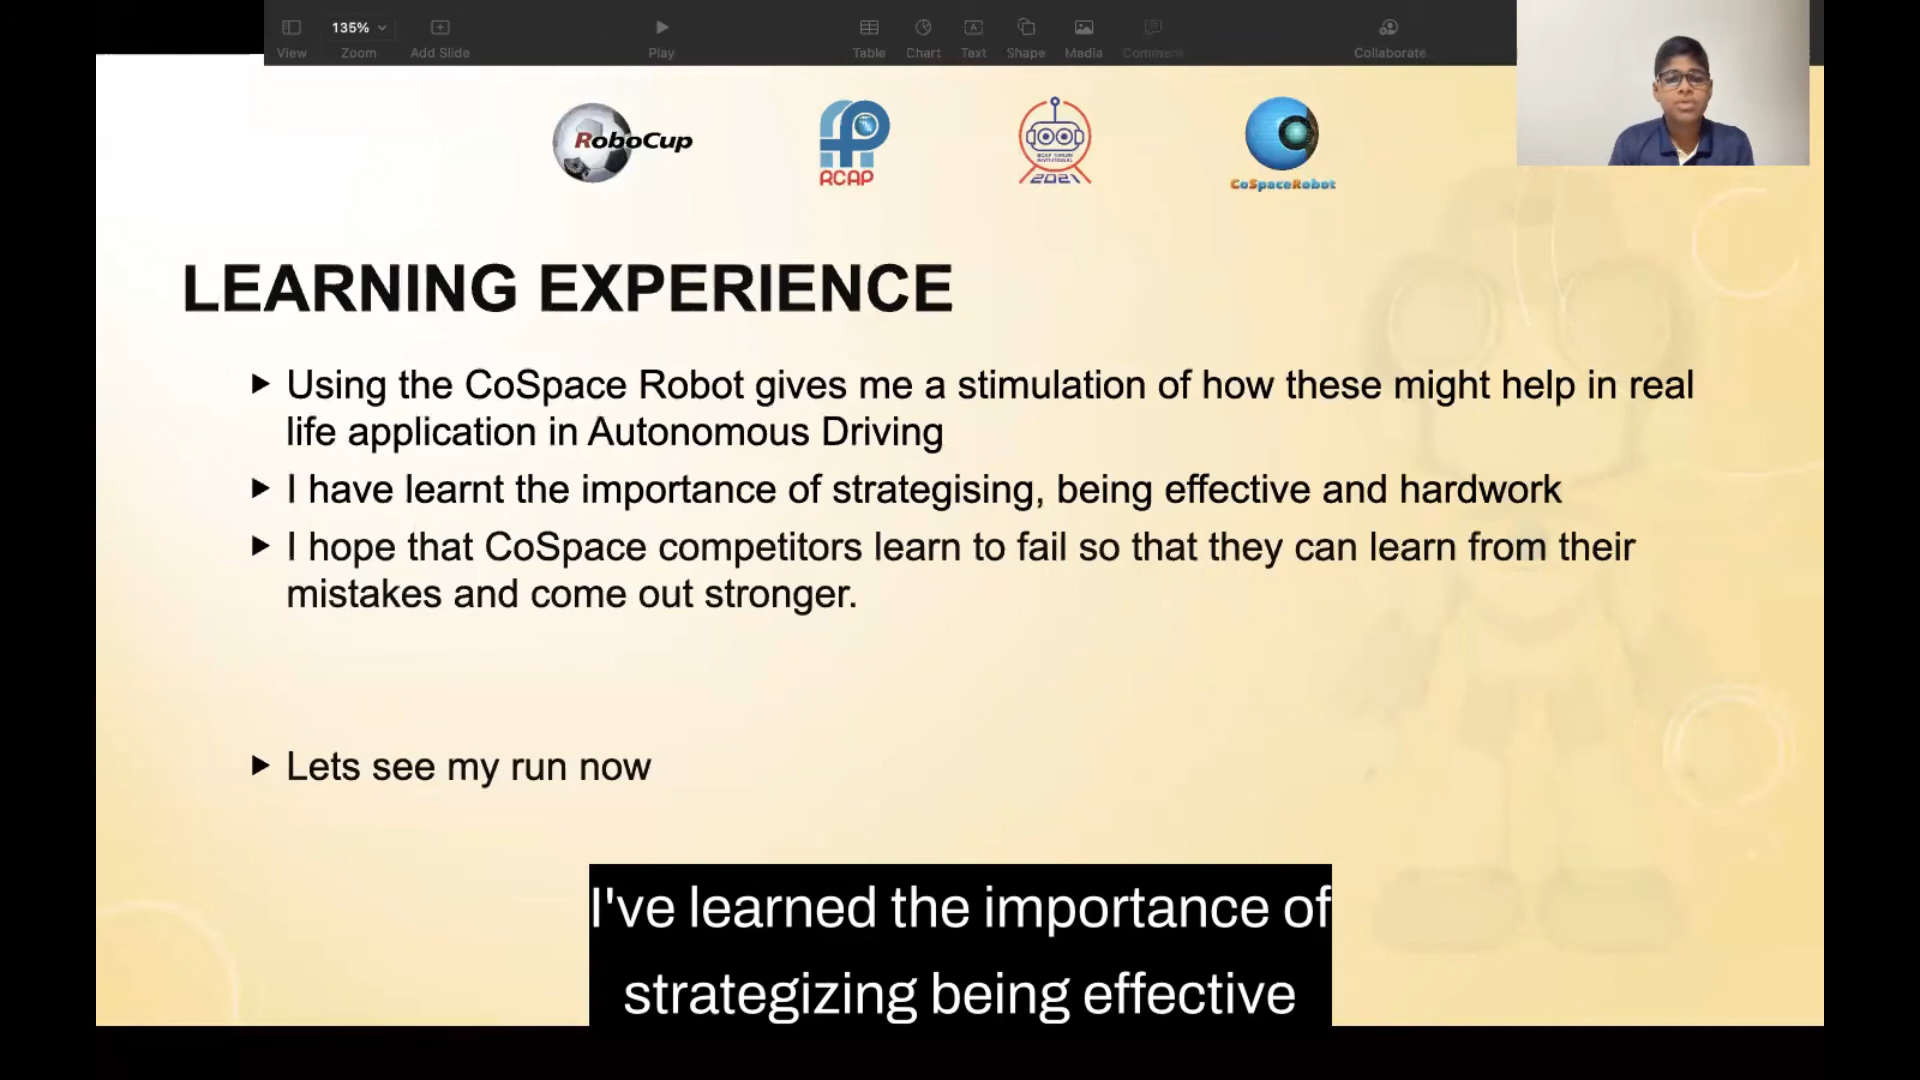 135%
View
Zoom
Add Slide
Play
Table
Chart
Text
Shape
Media
Comment
Collaborate
RoboCup
RCAP
2021
CoSpaceRobot
LEARNING EXPERIENCE
Using the CoSpace Robot gives me a stimulation of how these might help in real
life application in Autonomous Driving
I have learnt the importance of strategising, being effective and hardwork
I hope that CoSpace competitors learn to fail so that they can learn from their
mistakes and come out stronger.
Lets see my run now
I've learned the importance of
strategizing being effective